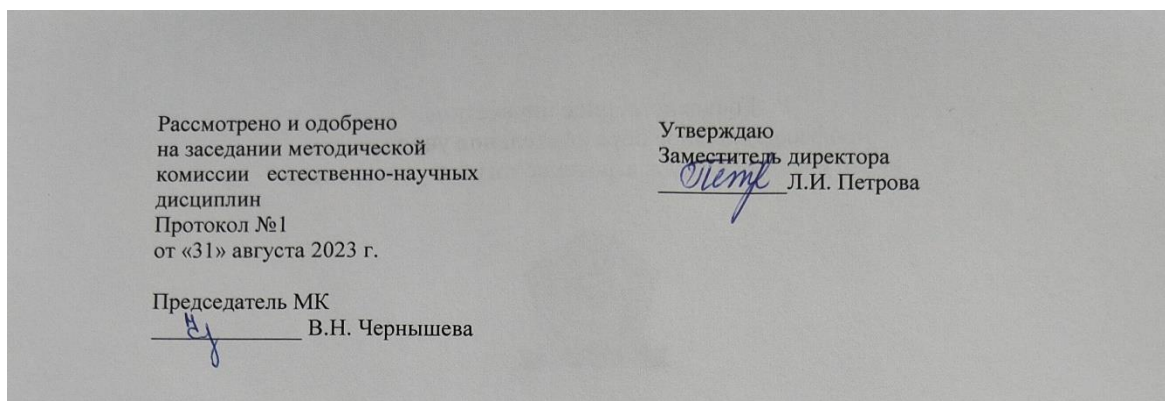 Рассмотрено и одобрено
на заседании методической
комиссии естественно-научных
дисциплин
Протокол №1
от «31» августа 2023 г.
Председатель МК
В.Н. Чернышева
Утверждаю
Заместитель директора
Петр Л.И. Петрова